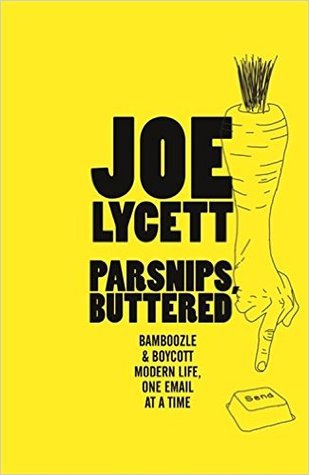 JOE
LYCETT
PARSNIPS,
BUTTERED
BAMBOOZLE
& BOYCOTT
MODERN LIFE,
ONE EMAIL
AT A TIME
Send